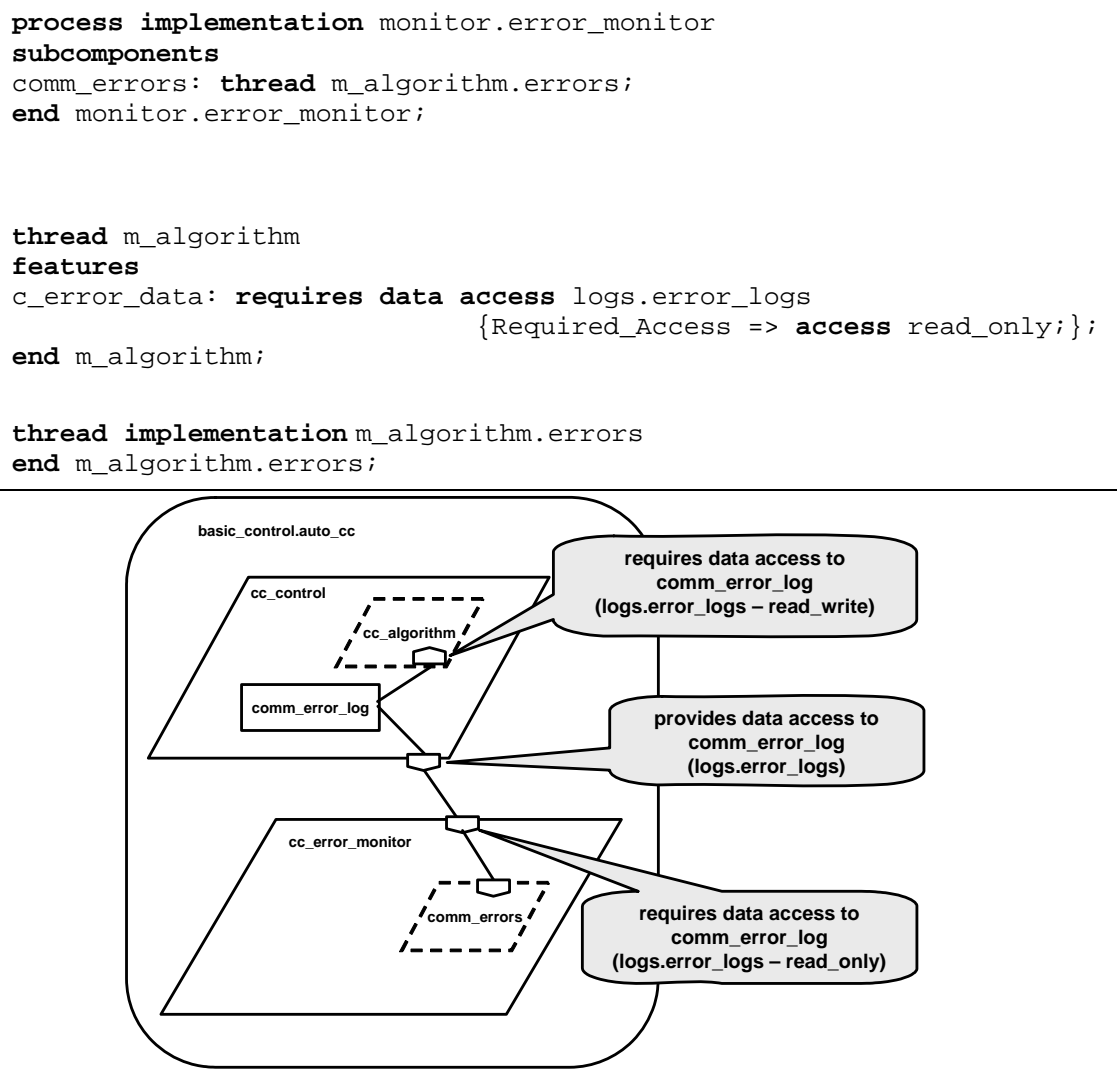 process implementation monitor.error_monitor
subcomponents
comm_errors: thread m_algorithm.errors;
end monitor.error_monitor;
thread m_algorithm
features
c_error_data: requires data access logs.error_logs
{Required_Access => access read_only;};
end m_algorithm;
thread implementation m_algorithm.errors
end m_algorithm.errors;
basic_control.auto_cc
requires data access to
comm_error_log
(logs.error_logs – read_write)
cc_control
cc_algorithm
comm_error_log
provides data access to
comm_error_log
(logs.error_logs)
cc_error_monitor
comm_errors
requires data access to
comm_error_log
(logs.error_logs – read_only)